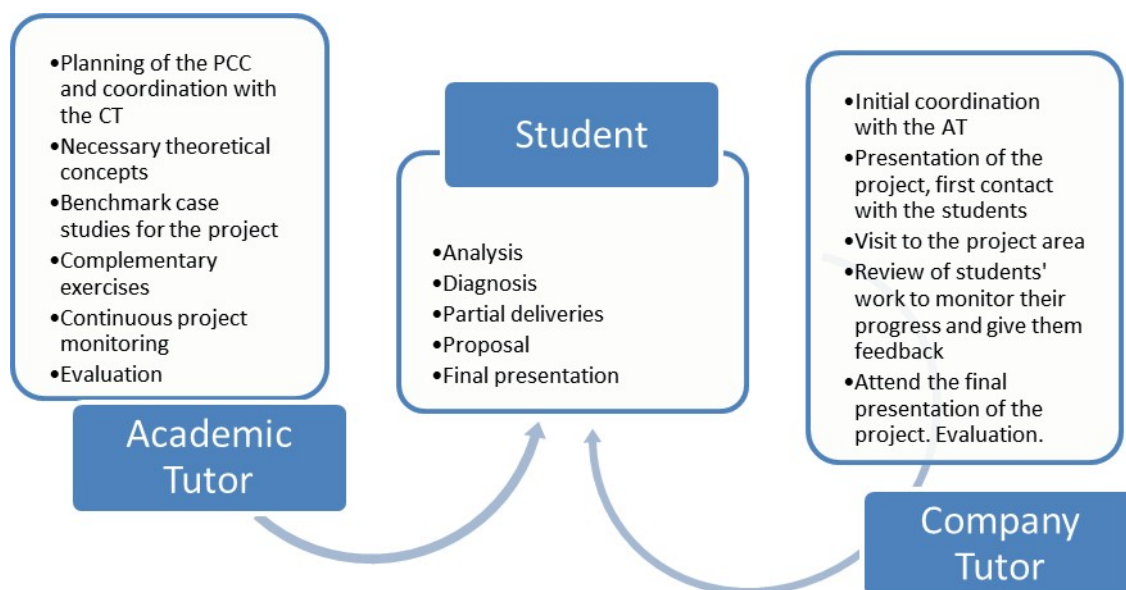 •Planning of the PCC
and coordination with
the CT
•Necessary theoretical
concepts
•Benchmark case
studies for the project
•Complementary
exercises
•Continuous project
monitoring
•Evaluation
Academic
Tutor
Student
•Analysis
•Diagnosis
•Partial deliveries
•Proposal
•Final presentation
•Initial coordination
with the AT
•Presentation of the
project, first contact
with the students
•Visit to the project area
•Review of students'
work to monitor their
progress and give them
feedback
•Attend the final
presentation of the
project. Evaluation.
Company
Tutor